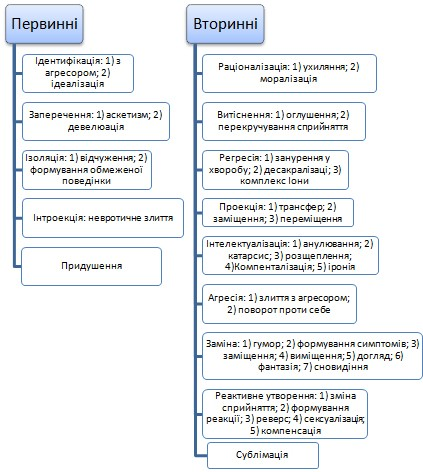 Первинні
Ідентифікація: 1) з
агресором; 2)
ідеалізація
Заперечення: 1) аскетизм; 2)
девелюація
Ізоляція: 1) відчуження; 2)
формування обмеженої
поведінки
Інтроекція: невротичне злиття
Придушення
Вторинні
Раціоналізація: 1) ухиляння; 2)
моралізація
Витіснення: 1) оглушення; 2)
перекручування сприйняття
Регресія: 1) занурення у
хворобу; 2) десакралізаці; 3)
комплекс Іони
Проекція: 1) трансфер; 2)
заміщення; 3) переміщення
Інтелектуалізація: 1) анулювання; 2)
катарсис; 3) розщеплення;
4)Компенталізація; 5) іронія
Агресія: 1) злиття з агресором;
2) поворот проти себе
Заміна: 1) гумор; 2) формування симптомів; 3)
заміщення; 4) виміщення; 5) догляд; 6)
фантазія; 7) сновидіння
Реактивне утворення: 1) зміна
сприйняття; 2) формування
реакції; 3) реверс; 4) сексуалізація;
5) компенсація
Сублімація